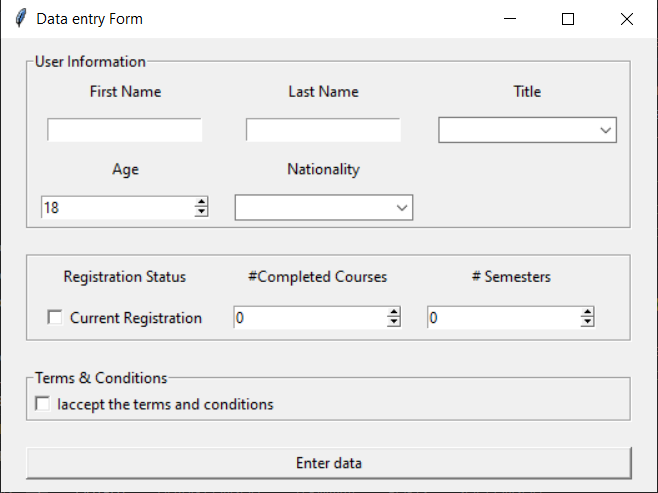 Data entry Form
User Information
First Name Last Name Title
Age Nationality
18
Registration Status #Completed Courses # Semesters
Current Registration 0 0
Terms & Conditions
Iaccept the terms and conditions
Enter data